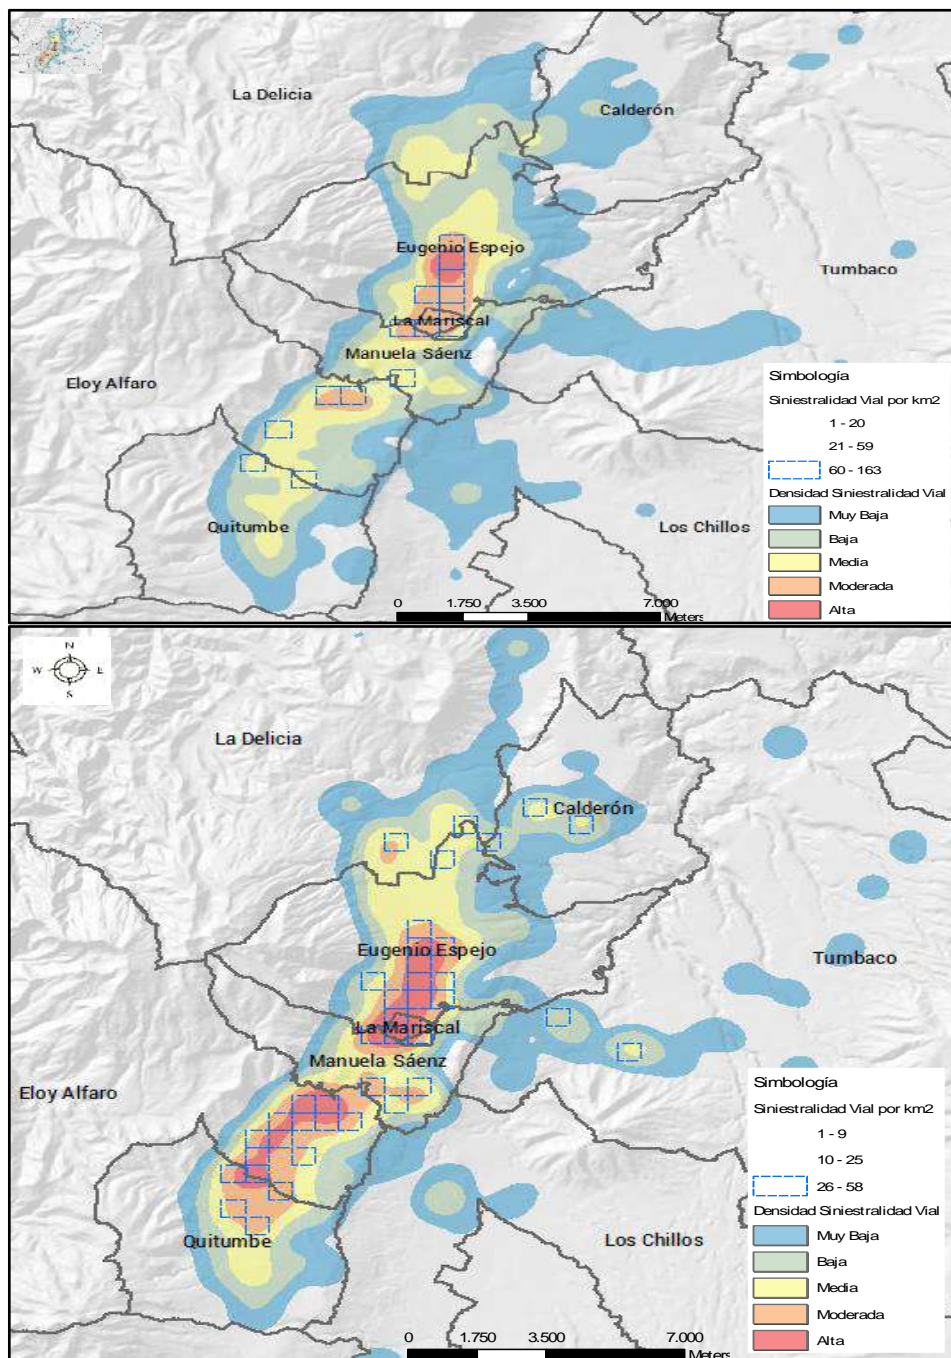 La Delicia
Calderón
Eugenio Espejo
Tumbaco
La Mariscal
Manuela Sáenz
Eloy Alfaro
Quitumbe
Los Chillos
Simbología
Siniestralidad Vial por km2
1 - 20
21 - 59
60 - 163
Densidad Siniestralidad Vial
Muy Baja
Baja
Media
Moderada
Alta
0 1.750 3.500 7.000
Meters
N
W E
S
La Delicia
Calderón
Eugenio Espejo
Tumbaco
La Mariscal
Manuela Sáenz
Eloy Alfaro
Quitumbe
Los Chillos
Simbología
Siniestralidad Vial por km2
1 - 9
10 - 25
26 - 58
Densidad Siniestralidad Vial
Muy Baja
Baja
Media
Moderada
Alta
0 1.750 3.500 7.000
Meters